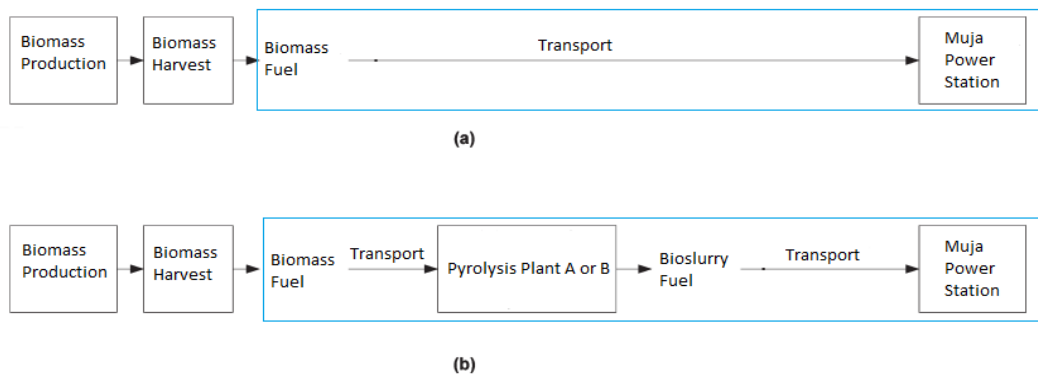 Biomass
Production
Biomass
Harvest
Biomass
Fuel
Transport
Muja
Power
Station
(a)
Biomass
Production
Biomass
Harvest
Biomass
Fuel
Transport
Pyrolysis Plant A or B
Bioslurry
Fuel
Transport
Muja
Power
Station
(b)